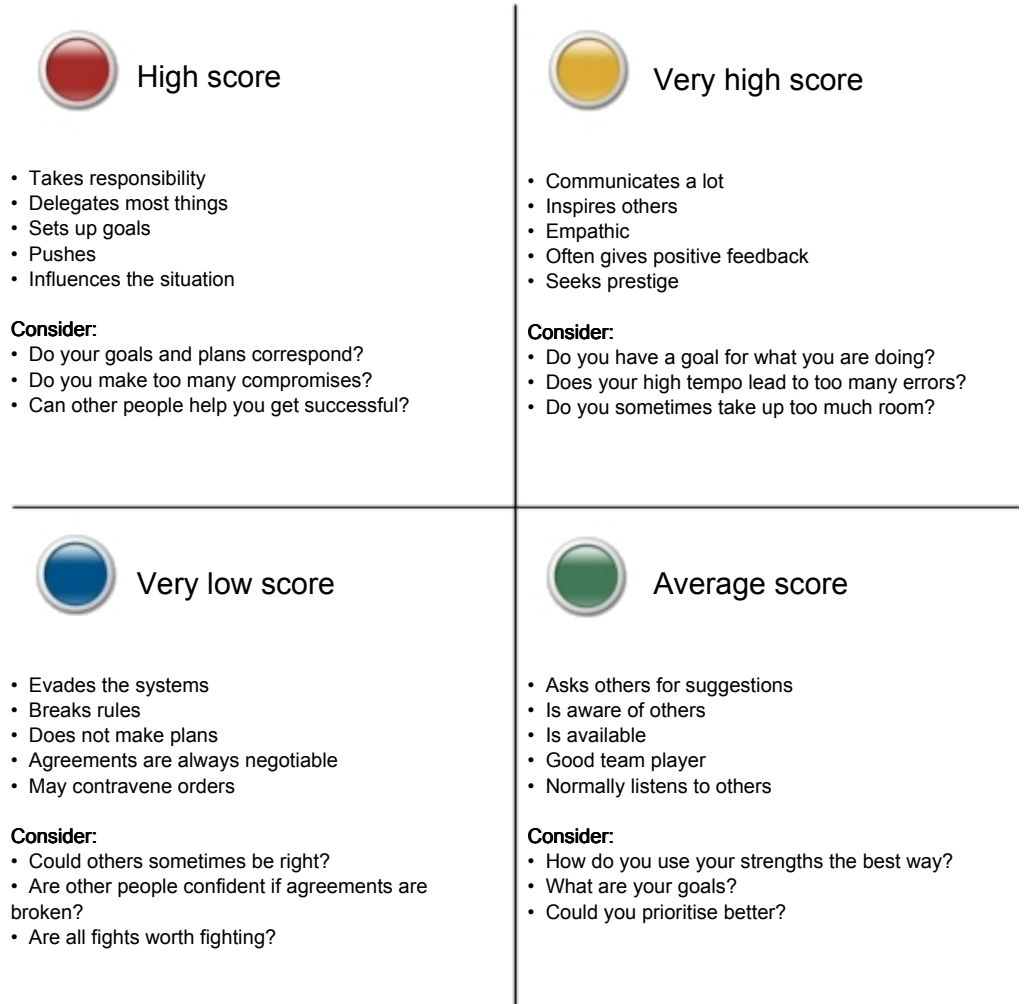 High score
• Takes responsibility
• Delegates most things
• Sets up goals
• Pushes
• Influences the situation
Consider:
• Do your goals and plans correspond?
• Do you make too many compromises?
• Can other people help you get successful?
Very high score
• Communicates a lot
• Inspires others
• Empathic
• Often gives positive feedback
• Seeks prestige
Consider:
• Do you have a goal for what you are doing?
• Does your high tempo lead to too many errors?
• Do you sometimes take up too much room?
Very low score
• Evades the systems
• Breaks rules
• Does not make plans
• Agreements are always negotiable
• May contravene orders
Consider:
• Could others sometimes be right?
• Are other people confident if agreements are
broken?
• Are all fights worth fighting?
Average score
• Asks others for suggestions
• Is aware of others
• Is available
• Good team player
• Normally listens to others
Consider:
• How do you use your strengths the best way?
• What are your goals?
• Could you prioritise better?